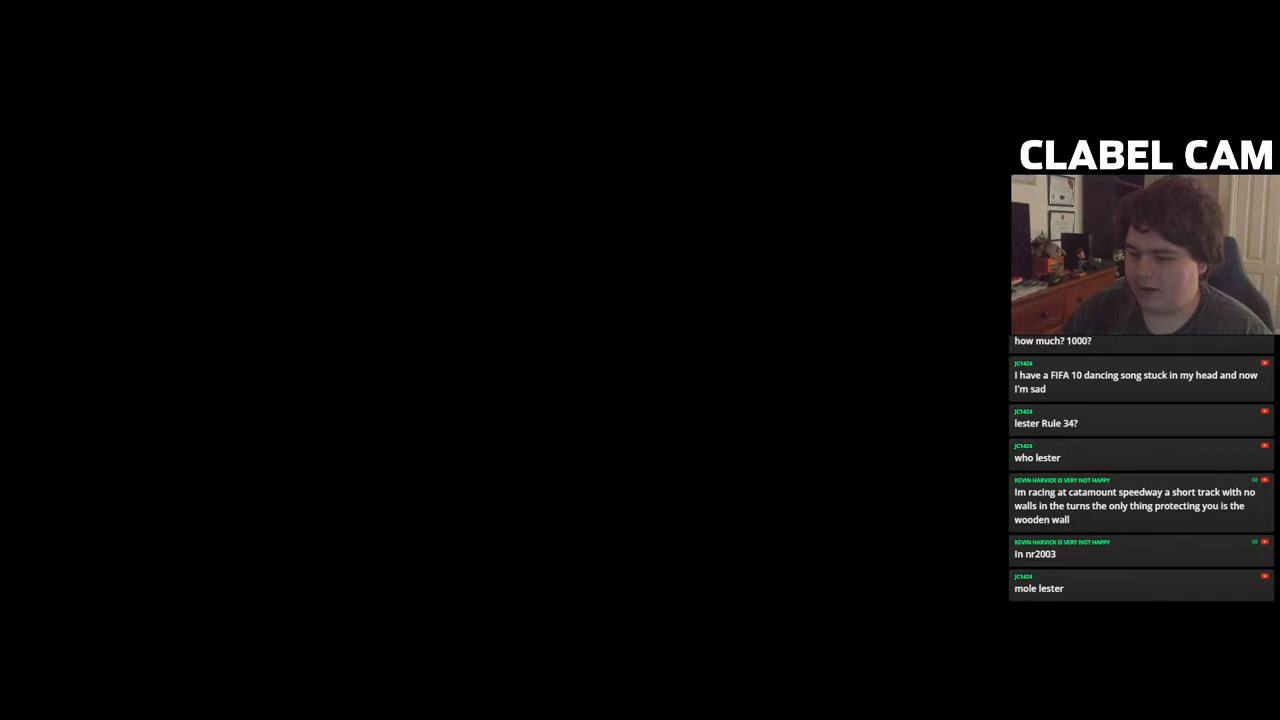 CLABEL CAM
how much? 1000?
JC1424
I have a FIFA 10 dancing song stuck in my head and now
I'm sad
JC1424
lester Rule 34?
JC1424
who lester
KEVIN HARVICK IS VERY NOT HAPPY
Im racing at catamount speedway a short track with no
walls in the turns the only thing protecting you is the
wooden wall
KEVIN HARVICK IS VERY NOT HAPPY
In nr2003
JC1424
mole lester